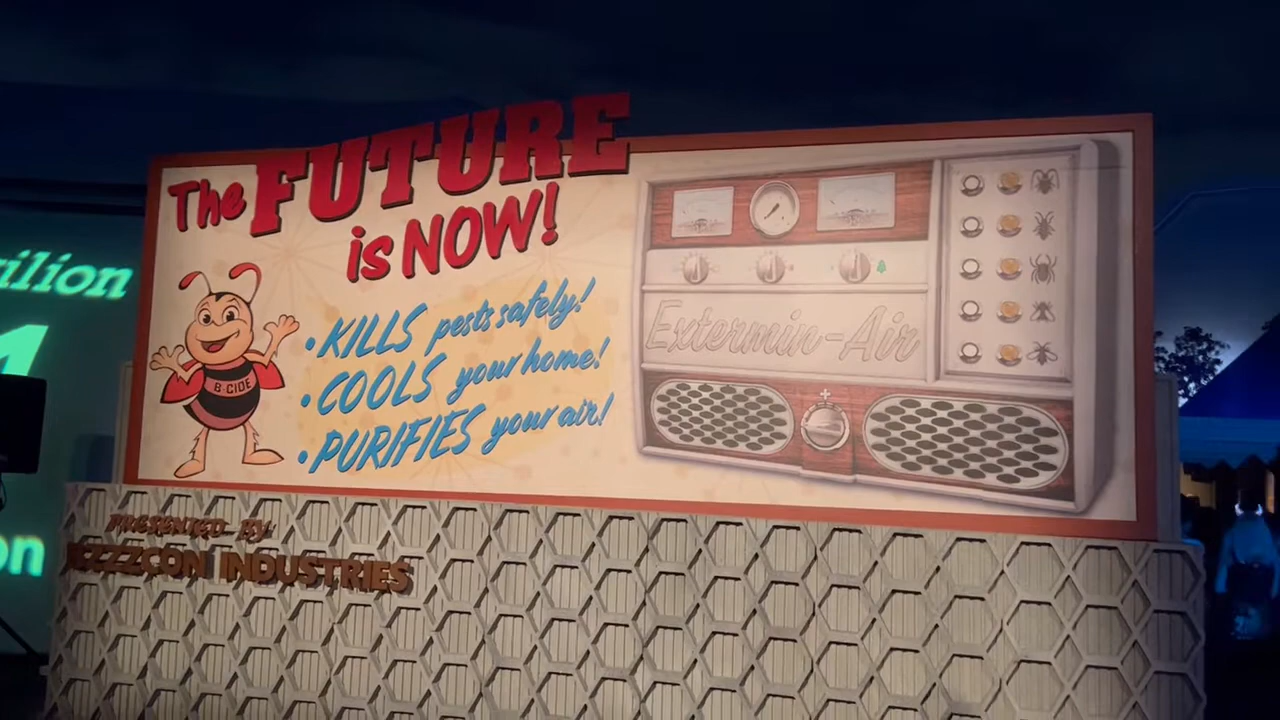 The FUTURE
is NOW!
• KILLS pests safely!
• COOLS your home!
• PURIFIES your air!
B-CIDE
Extermin-Air
PRESENTED BY
INDUSTRIES